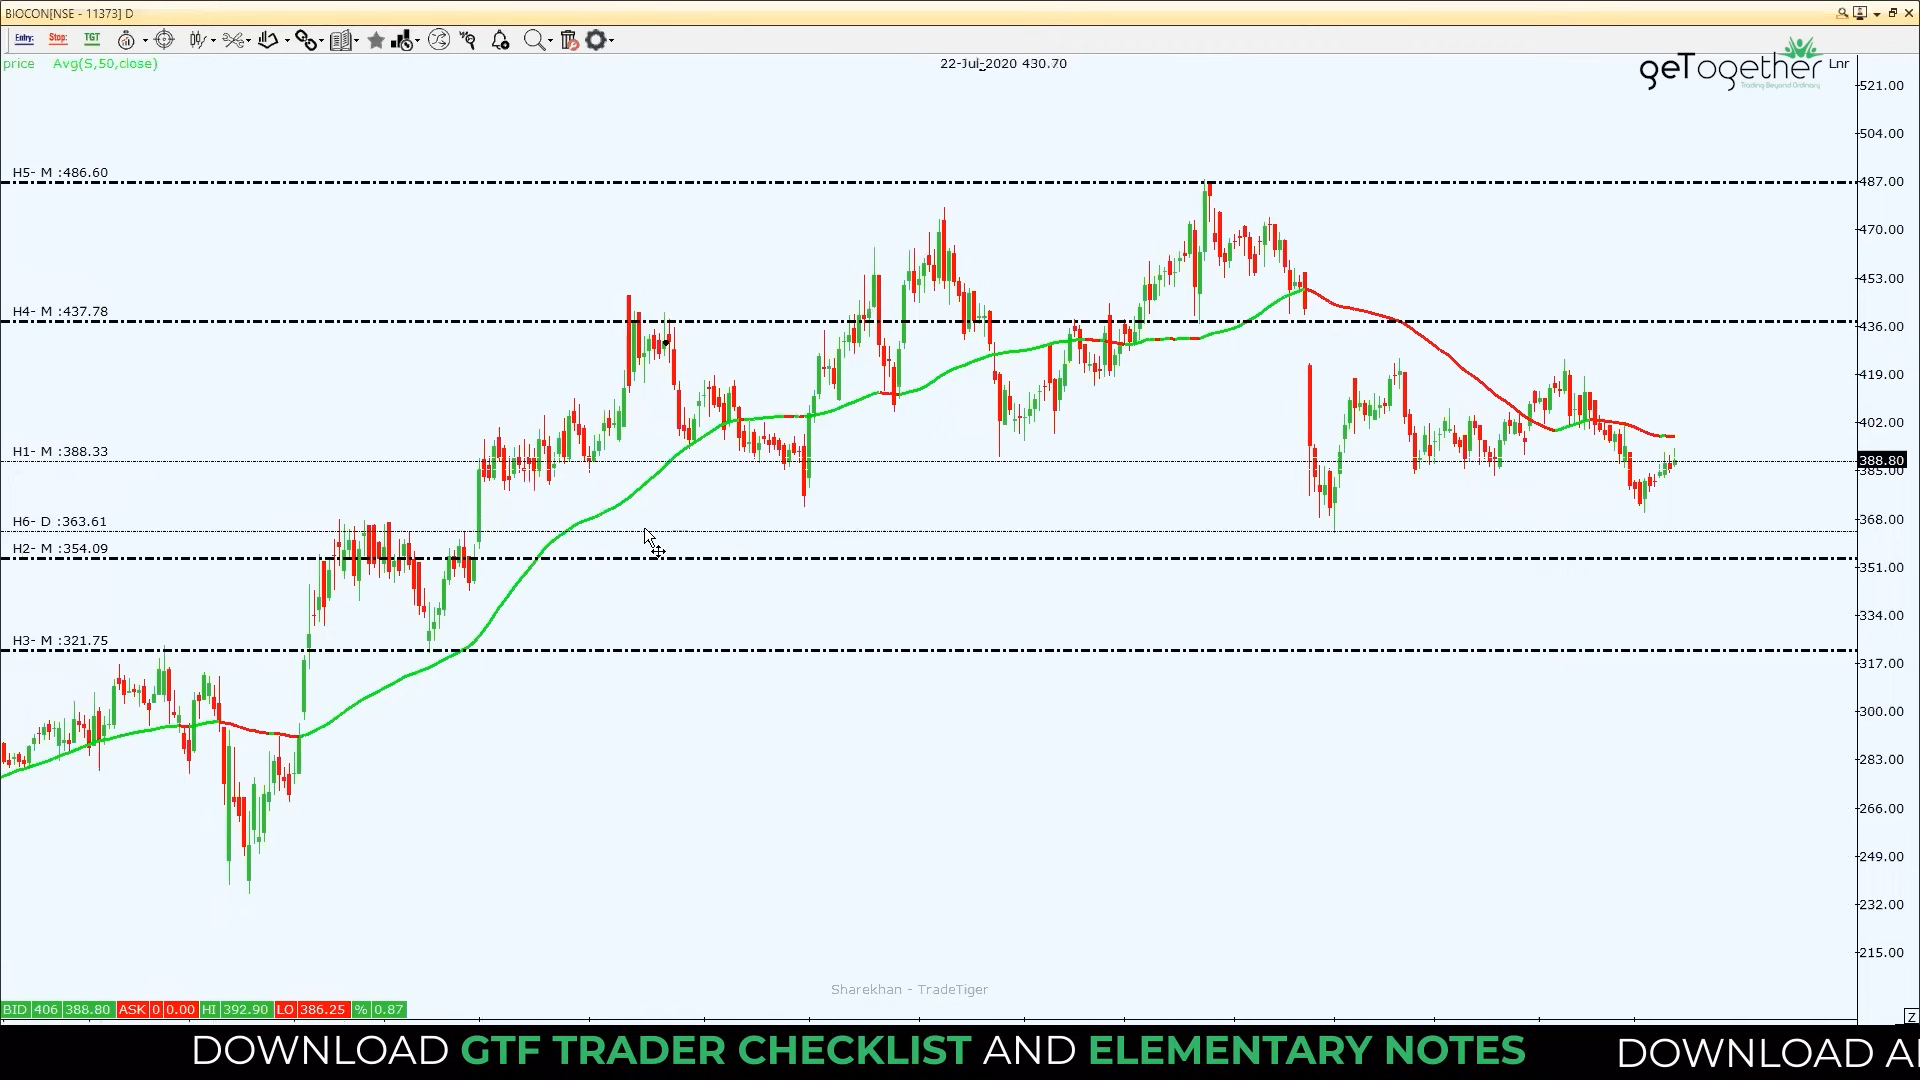 BIOCON[NSE - 11373] D
Entry: Stop: TGT
price Avg(S,50,close)
22-Jul-2020 430.70
geTogether
Trading Beyond Ordinary
Lnr
521.00
504.00
H5- M :486.60
487.00
470.00
453.00
H4- M :437.78
436.00
419.00
402.00
H1- M :388.33
388.80
385.00
H6- D :363.61
368.00
H2- M :354.09
351.00
334.00
H3- M :321.75
317.00
300.00
283.00
266.00
249.00
232.00
215.00
Sharekhan - TradeTiger
BID 406 388.80 ASK 0 0.00 HI 392.90 LO 386.25 % 0.87
Z
DOWNLOAD GTF TRADER CHECKLIST AND ELEMENTARY NOTES DOWNLOAD